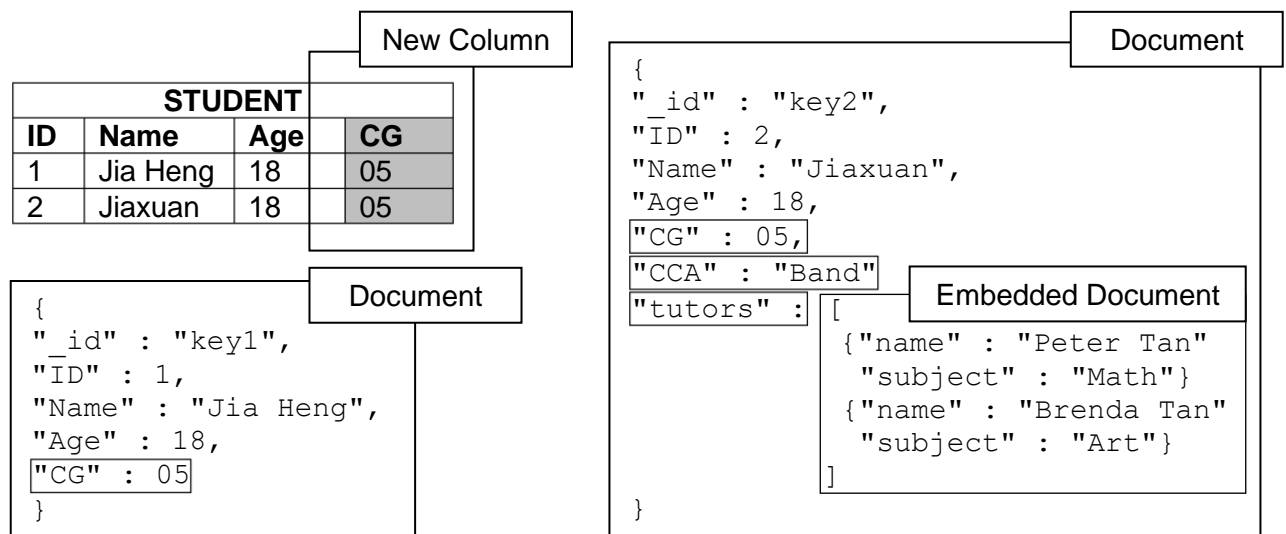 New Column
STUDENT
ID Name Age CG
1 Jia Heng 18 05
2 Jiaxuan 18 05
Document
{
"_id" : "key1",
"ID" : 1,
"Name" : "Jia Heng",
"Age" : 18,
"CG" : 05
}
Document
{
"_id" : "key2",
"ID" : 2,
"Name" : "Jiaxuan",
"Age" : 18,
"CG" : 05,
"CCA" : "Band"
Embedded Document
"tutors" : [
{"name" : "Peter Tan"
"subject" : "Math"}
{"name" : "Brenda Tan"
"subject" : "Art"}
]
}